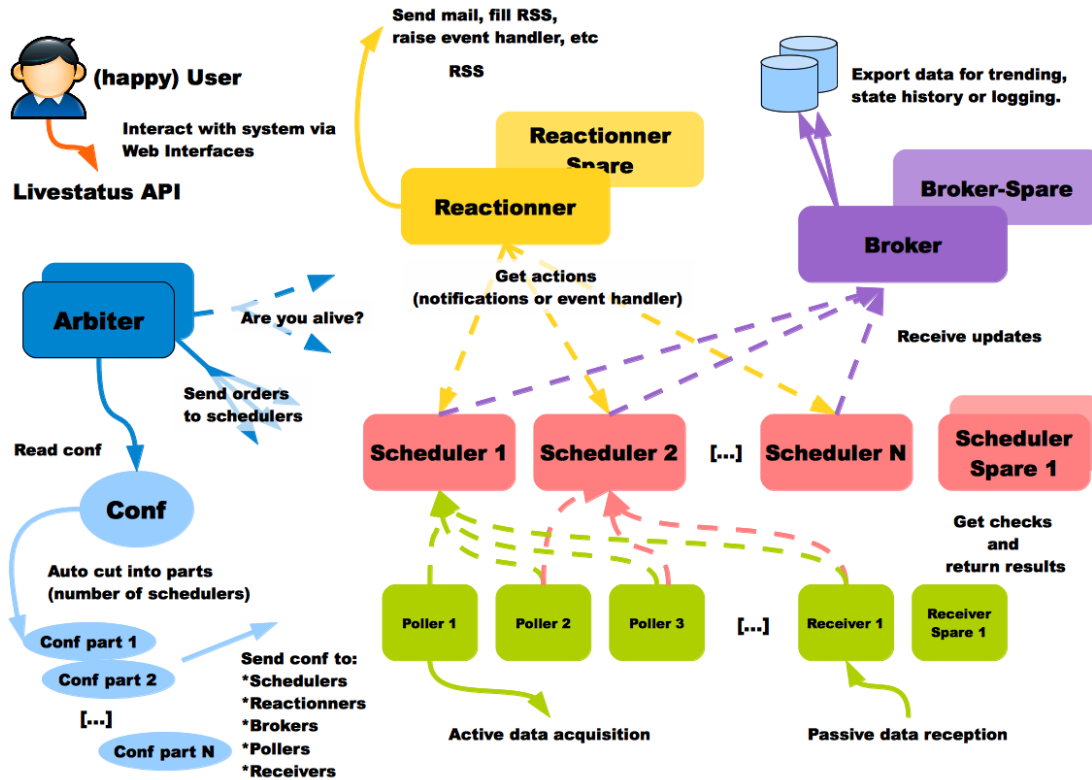 Send mail, fill RSS,
raise event handler, etc
RSS
(happy) User
Interact with system via
Web Interfaces
Livestatus API
Export data for trending,
state history or logging.
Reactionner
Spare
Reactionner
Broker-Spare
Broker
Get actions
(notifications or event handler)
Arbiter
Are you alive?
Receive updates
Send orders
to schedulers
Read conf
Scheduler 1
Scheduler 2
[...]
Scheduler N
Scheduler
Spare 1
Conf
Get checks
and
return results
Auto cut into parts
(number of schedulers)
Poller 1
Poller 2
Poller 3
[...]
Receiver 1
Receiver
Spare 1
Conf part 1
Conf part 2
[...]
Conf part N
Send conf to:
*Schedulers
*Reactionners
*Brokers
*Pollers
*Receivers
Active data acquisition
Passive data reception